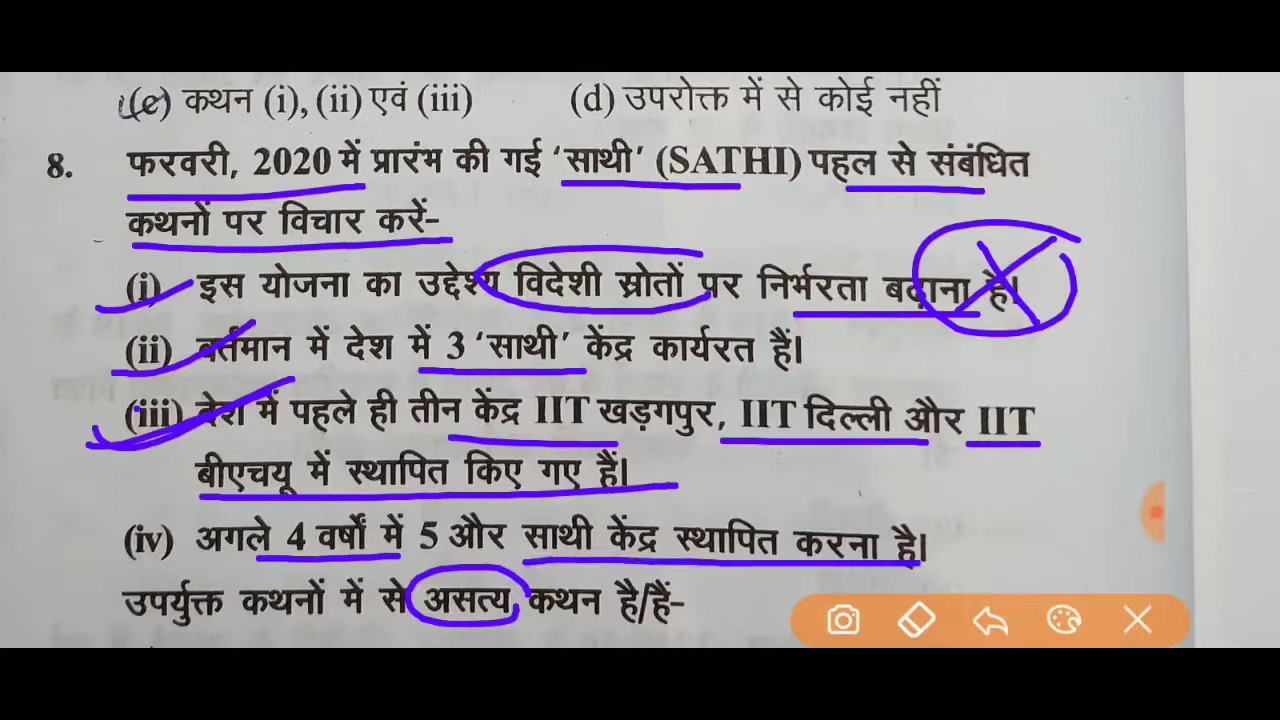 (c) कथन (i), (ii) एवं (iii) (d) उपरोक्त में से कोई नहीं
8. फरवरी, 2020 में प्रारंभ की गई ‘साथी’ (SATHI) पहल से संबंधित
कथनों पर विचार करें-
(i) इस योजना का उद्देश्य विदेशी स्रोतों पर निर्भरता बढ़ाना है।
(ii) वर्तमान में देश में 3 ‘साथी’ केंद्र कार्यरत हैं।
(iii) देश में पहले ही तीन केंद्र IIT खड़गपुर, IIT दिल्ली और IIT
बीएचयू में स्थापित किए गए हैं।
(iv) अगले 4 वर्षों में 5 और साथी केंद्र स्थापित करना है।
उपर्युक्त कथनों में से असत्य कथन है/हैं-